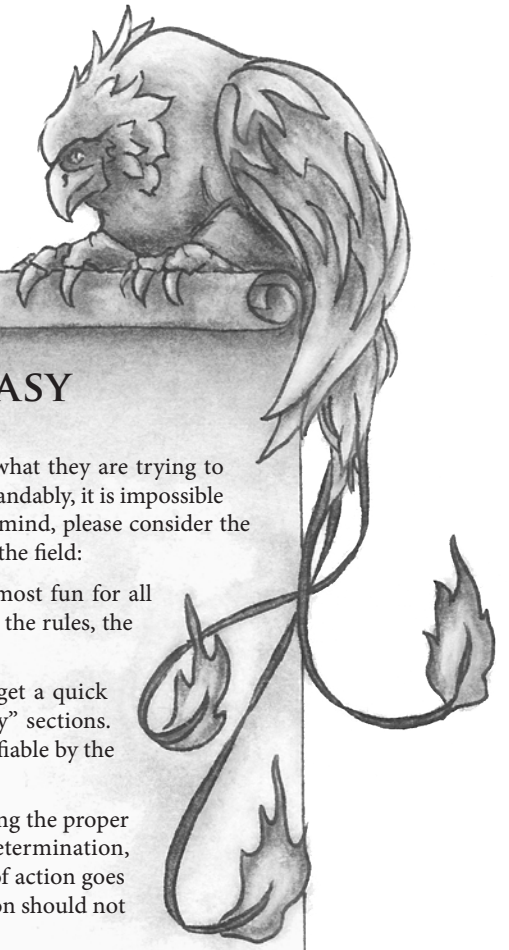 ASY
what they are trying to
andably, it is impossible
mind, please consider the
the field:
most fun for all
the rules, the
get a quick
y” sections.
fiable by the
ng the proper
etermination,
of action goes
on should not